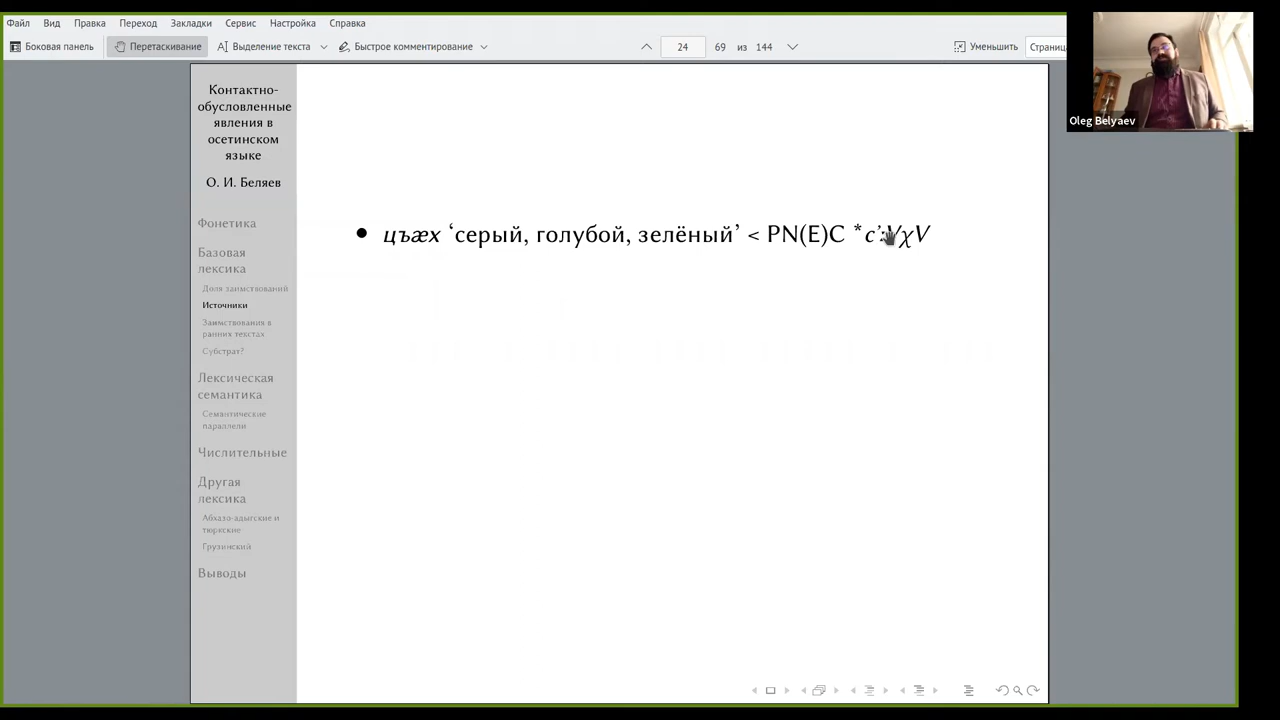 Файл Вид Правка Переход Закладки Сервис Настройка Справка
Боковая панель Перетаскивание Выделение текста Быстрое комментирование 24 69 из 144 Уменьшить Страница
Oleg Belyaev
Контактно-
обусловленные
явления в
осетинском
языке
О. И. Беляев
Фонетика
Базовая
лексика
Доля заимствований
Источники
Заимствования в
ранних текстах
Субстрат?
Лексическая
семантика
Семантические
параллели
Числительные
Другая
лексика
Абхазо-адыгские и
тюркские
Грузинский
Выводы
• цъæх ‘серый, голубой, зелёный’ < PN(E)C *c’:VχV